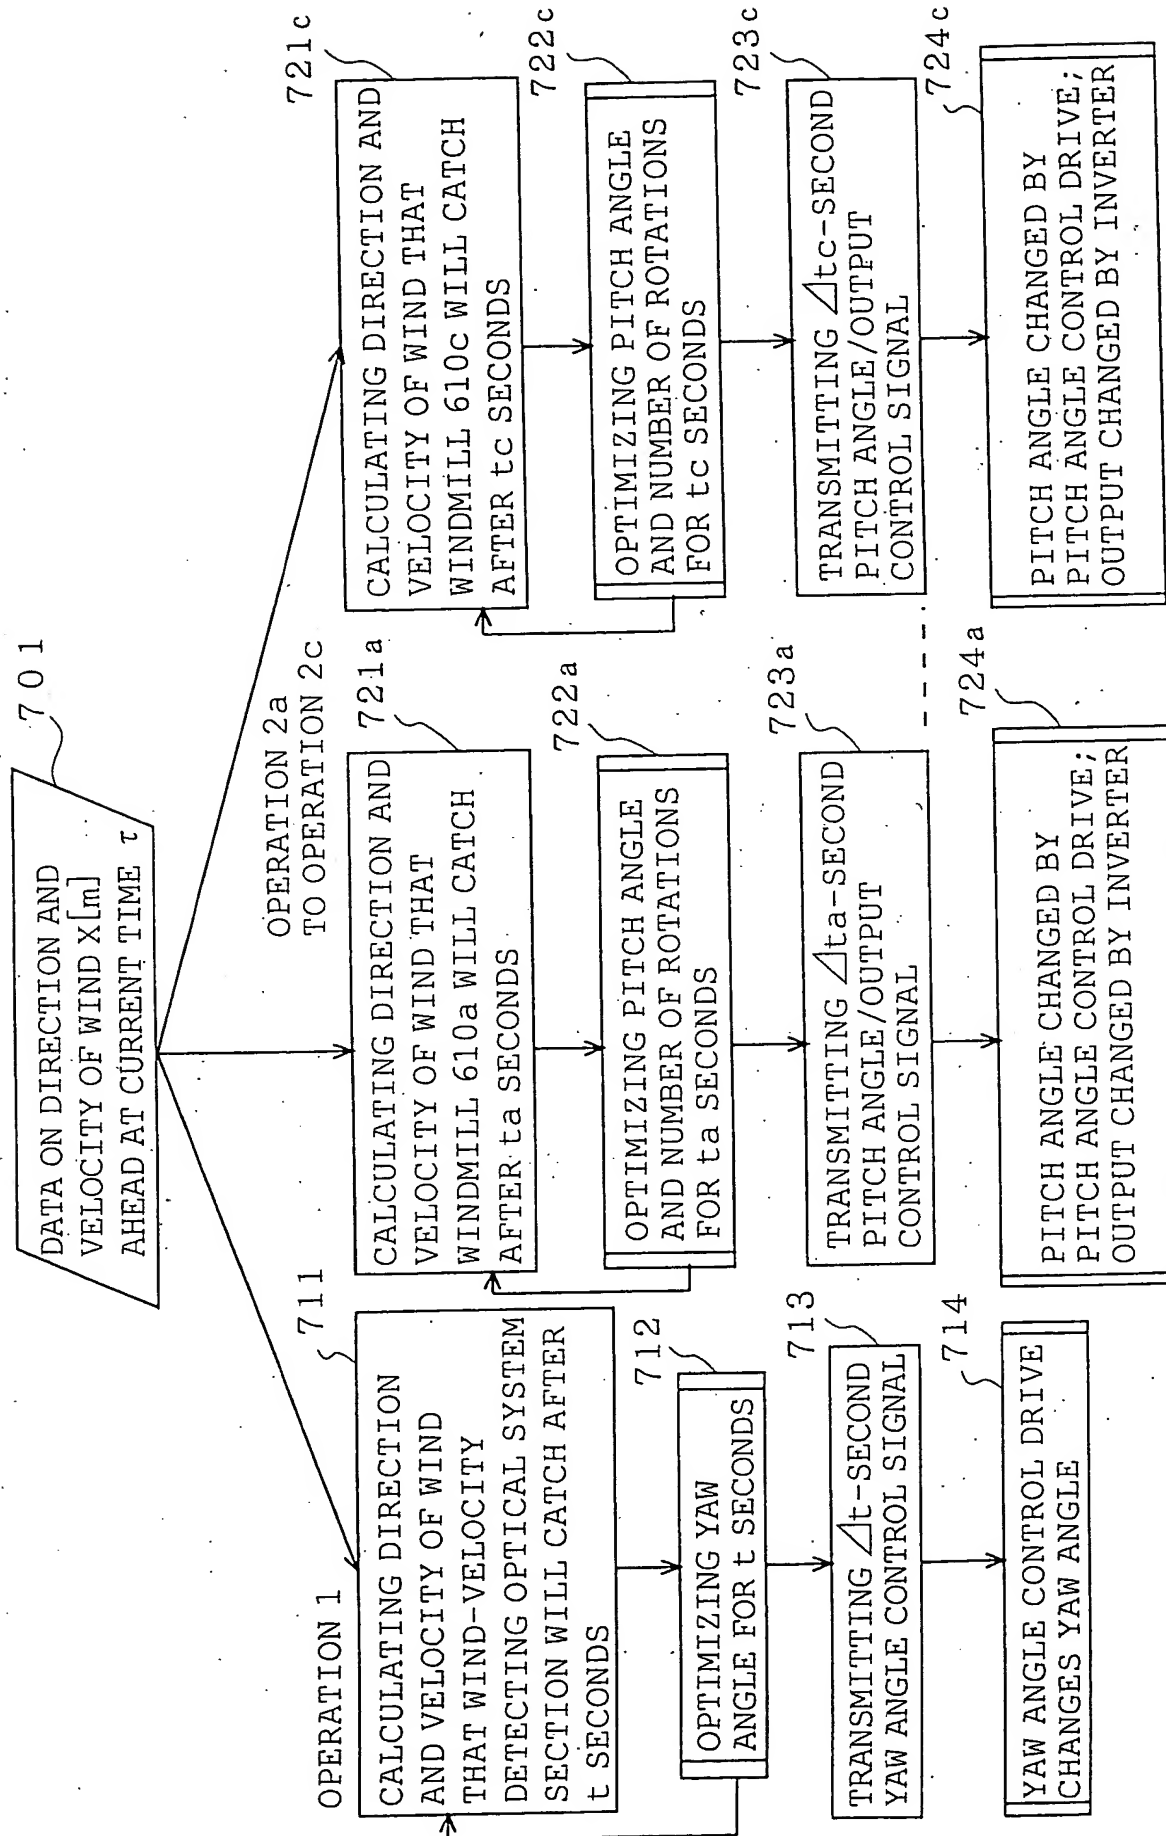 701
DATA ON DIRECTION AND
VELOCITY OF WIND X[m]
AHEAD AT CURRENT TIME τ
OPERATION 1
711
CALCULATING DIRECTION
AND VELOCITY OF WIND
THAT WIND-VELOCITY
DETECTING OPTICAL SYSTEM
SECTION WILL CATCH AFTER
t SECONDS
712
OPTIMIZING YAW
ANGLE FOR t SECONDS
713
TRANSMITTING ⊿t-SECOND
YAW ANGLE CONTROL SIGNAL
714
YAW ANGLE CONTROL DRIVE
CHANGES YAW ANGLE
OPERATION 2a
TO OPERATION 2c
721a
CALCULATING DIRECTION AND
VELOCITY OF WIND THAT
WINDMILL 610a WILL CATCH
AFTER ta SECONDS
722a
OPTIMIZING PITCH ANGLE
AND NUMBER OF ROTATIONS
FOR ta SECONDS
723a
TRANSMITTING ⊿ta-SECOND
PITCH ANGLE/OUTPUT
CONTROL SIGNAL
724a
PITCH ANGLE CHANGED BY
PITCH ANGLE CONTROL DRIVE;
OUTPUT CHANGED BY INVERTER
721c
CALCULATING DIRECTION AND
VELOCITY OF WIND THAT
WINDMILL 610c WILL CATCH
AFTER tc SECONDS
722c
OPTIMIZING PITCH ANGLE
AND NUMBER OF ROTATIONS
FOR tc SECONDS
723c
TRANSMITTING ⊿tc-SECOND
PITCH ANGLE/OUTPUT
CONTROL SIGNAL
724c
PITCH ANGLE CHANGED BY
PITCH ANGLE CONTROL DRIVE;
OUTPUT CHANGED BY INVERTER